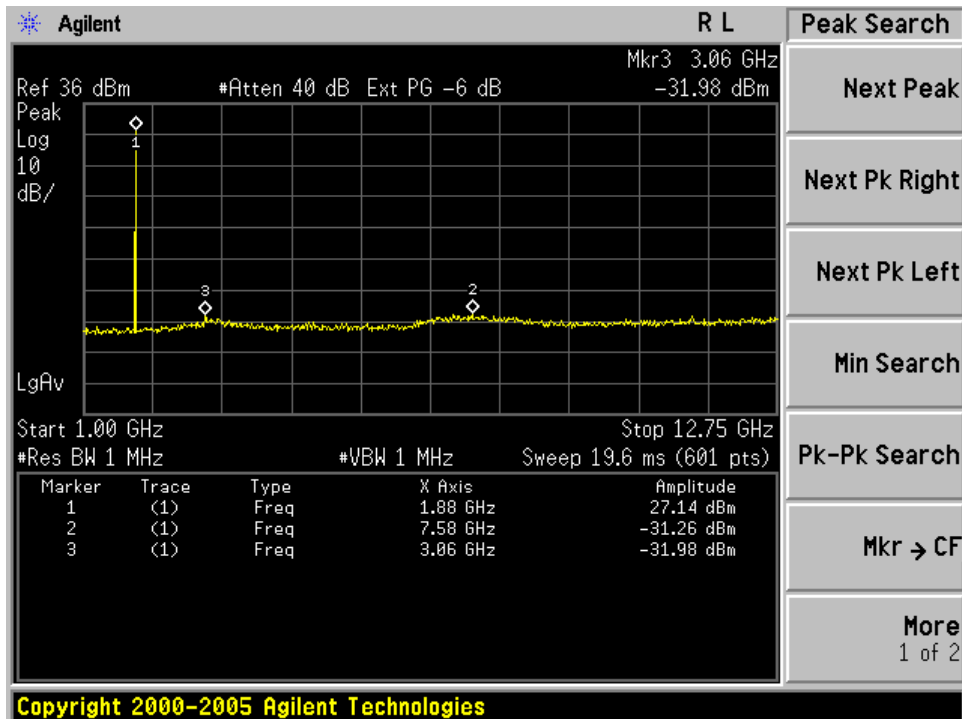 Agilent R L Peak Search
Mkr3 3.06 GHz
Ref 36 dBm #Atten 40 dB Ext PG -6 dB -31.98 dBm
Peak
Log
10
dB/
1
3
2
LgAv
Start 1.00 GHz Stop 12.75 GHz
#Res BW 1 MHz #VBW 1 MHz Sweep 19.6 ms (601 pts)
Marker Trace Type X Axis Amplitude
1 (1) Freq 1.88 GHz 27.14 dBm
2 (1) Freq 7.58 GHz -31.26 dBm
3 (1) Freq 3.06 GHz -31.98 dBm
Next Peak
Next Pk Right
Next Pk Left
Min Search
Pk-Pk Search
Mkr → CF
More
1 of 2
Copyright 2000-2005 Agilent Technologies